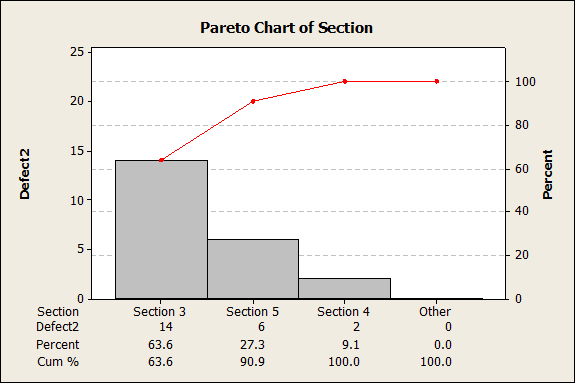 Pareto Chart of Section
25
20
15
10
5
0
Defect2
100
80
60
40
20
0
Percent
Section Section 3 Section 5 Section 4 Other
Defect2 14 6 2 0
Percent 63.6 27.3 9.1 0.0
Cum % 63.6 90.9 100.0 100.0